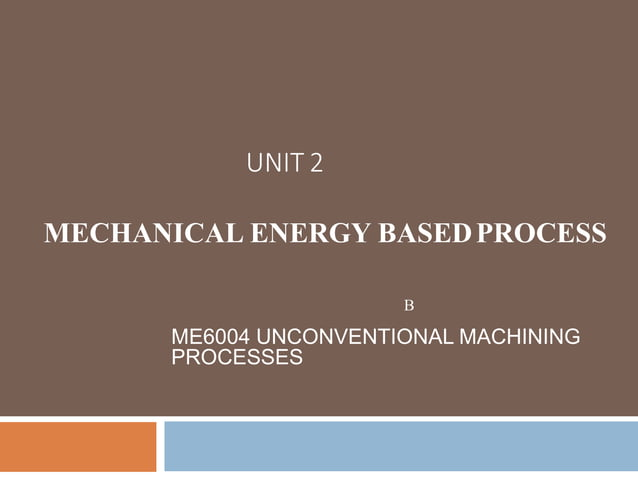 UNIT 2
MECHANICAL ENERGY BASED PROCESS
B
ME6004 UNCONVENTIONAL MACHINING
PROCESSES